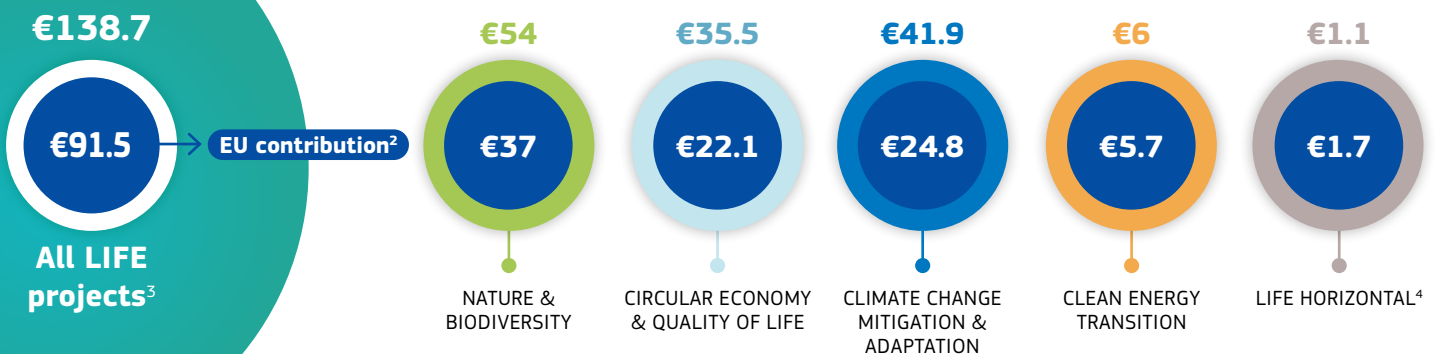 €138.7
€91.5
EU contribution²
All LIFE
projects³
€54
€37
NATURE &
BIODIVERSITY
€35.5
€22.1
CIRCULAR ECONOMY
& QUALITY OF LIFE
€41.9
€24.8
CLIMATE CHANGE
MITIGATION &
ADAPTATION
€6
€5.7
CLEAN ENERGY
TRANSITION
€1.1
€1.7
LIFE HORIZONTAL⁴